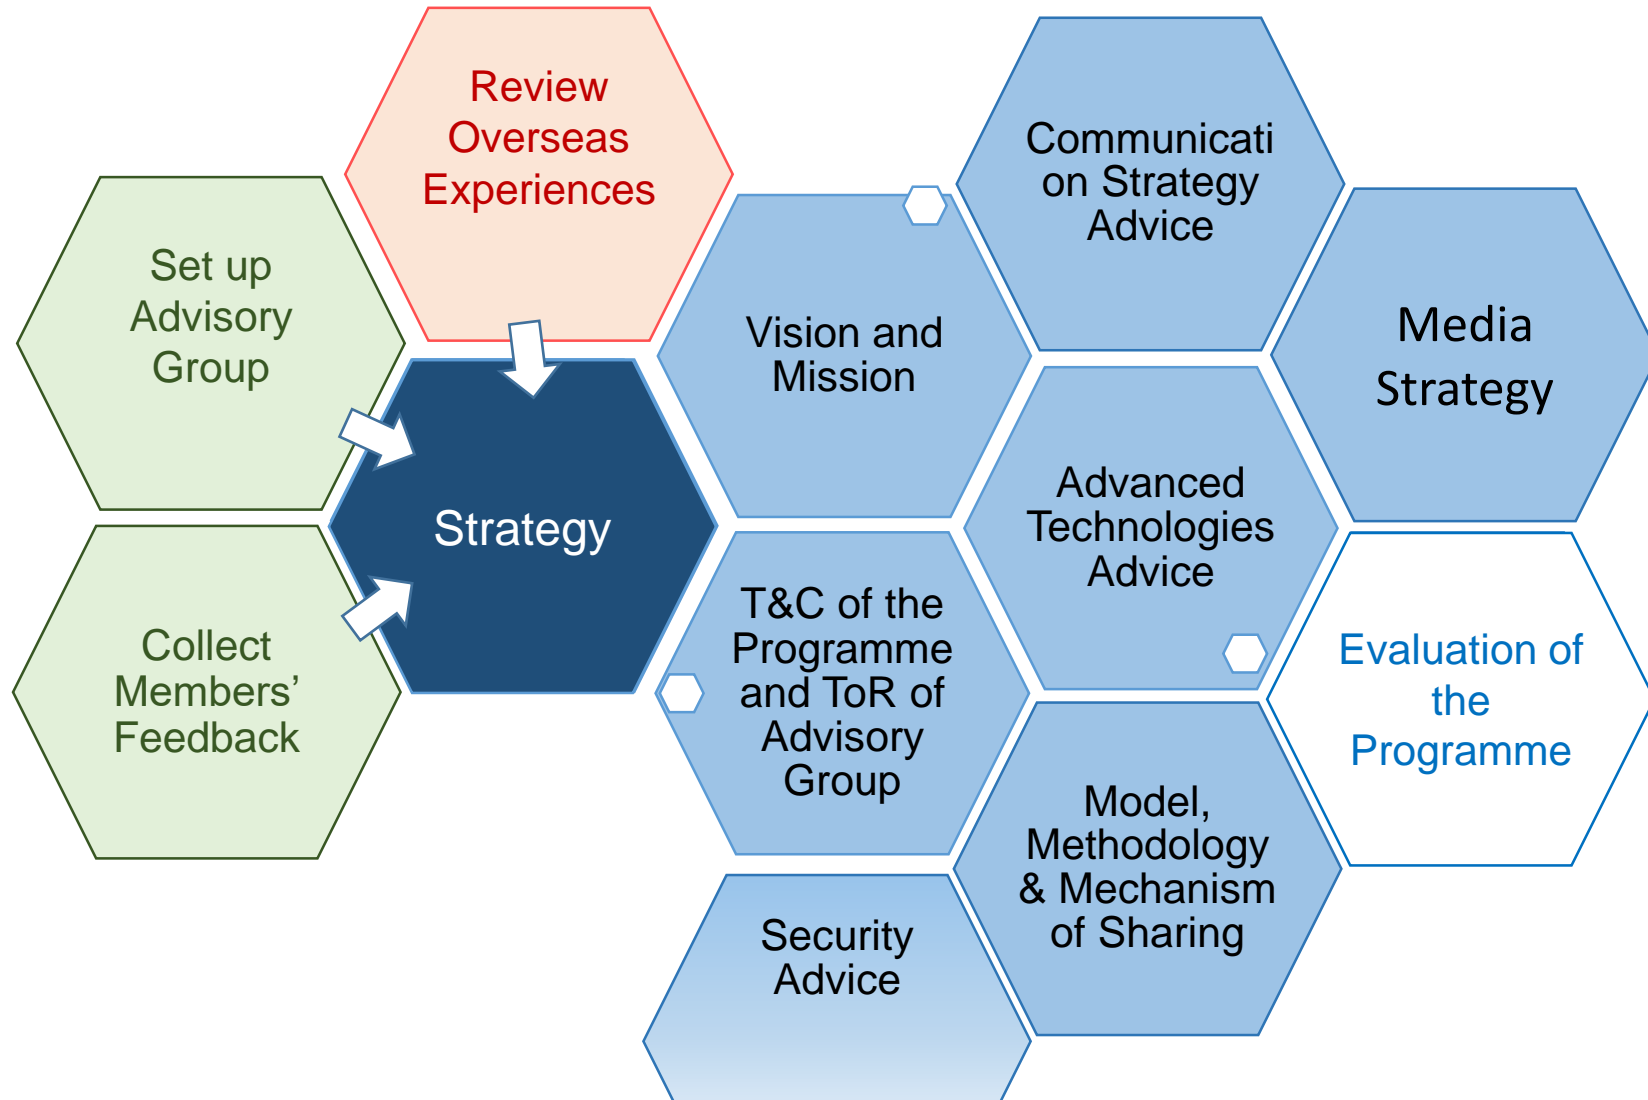 Review
Overseas
Experiences
Set up
Advisory
Group
Collect
Members’
Feedback
Strategy
Vision and
Mission
T&C of the
Programme
and ToR of
Advisory
Group
Security
Advice
Communicati
on Strategy
Advice
Advanced
Technologies
Advice
Model,
Methodology
& Mechanism
of Sharing
Media
Strategy
Evaluation of
the
Programme